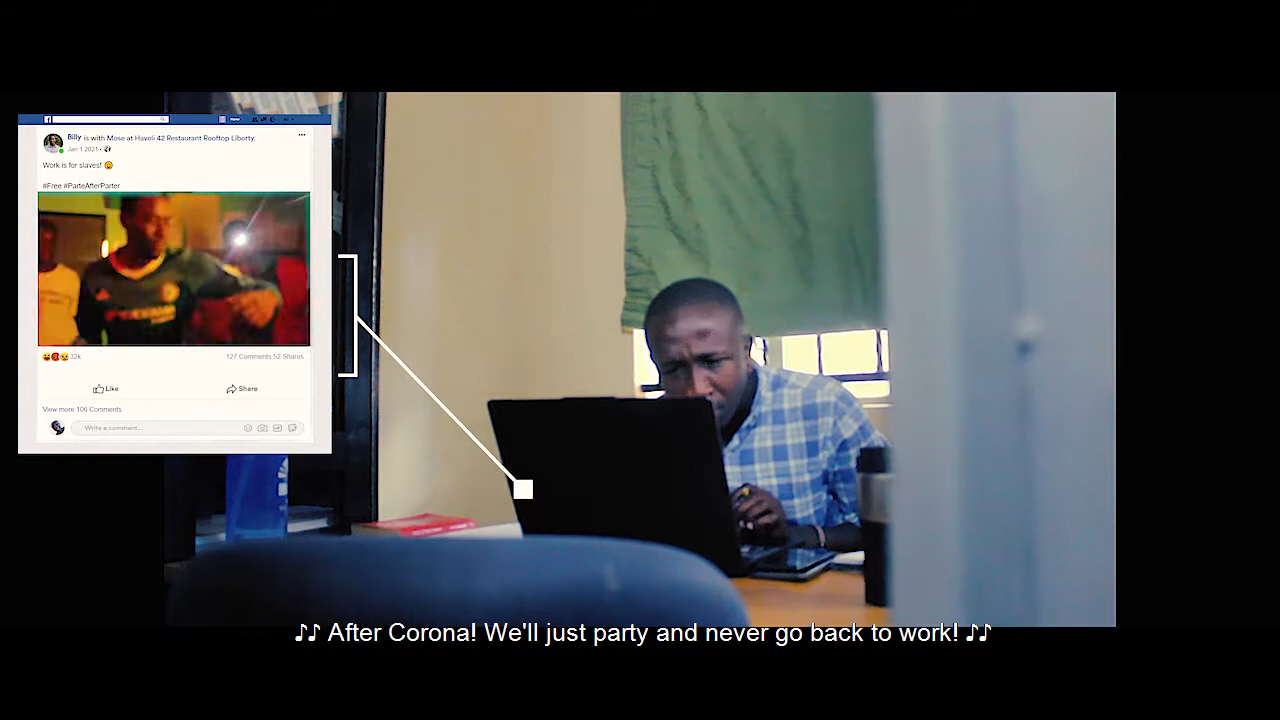 Home
Billy is with Mose at Haveli 42 Restaurant Rooftop Liberty.
Jan 1 2021
Work is for slaves! 😩
#Free #ParteAfterParter
32k
127 Comments 52 Shares
Like
Share
View more 106 Comments
Write a comment...
♪♪ After Corona! We'll just party and never go back to work! ♪♪